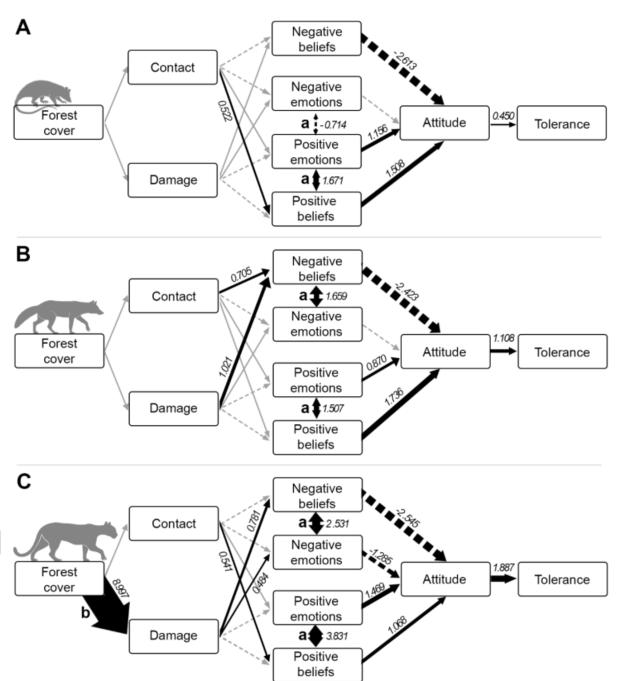 A
Negative
beliefs
-2.613
Contact
Negative
emotions
Forest
cover
0.522
a
-0.714
1.156
Attitude
0.450
Tolerance
Positive
emotions
Damage
a
1.671
1.508
Positive
beliefs
B
Negative
beliefs
0.705
-2.423
Contact
a
1.659
Negative
emotions
1.108
Forest
cover
1.021
0.870
Attitude
Tolerance
Positive
emotions
Damage
a
1.507
1.736
Positive
beliefs
C
Negative
beliefs
0.781
-2.545
Contact
a
2.531
0.541
Negative
emotions
-1.285
1.887
Forest
cover
8.997
0.484
1.469
Attitude
Tolerance
b
Positive
emotions
Damage
a
3.831
1.068
Positive
beliefs